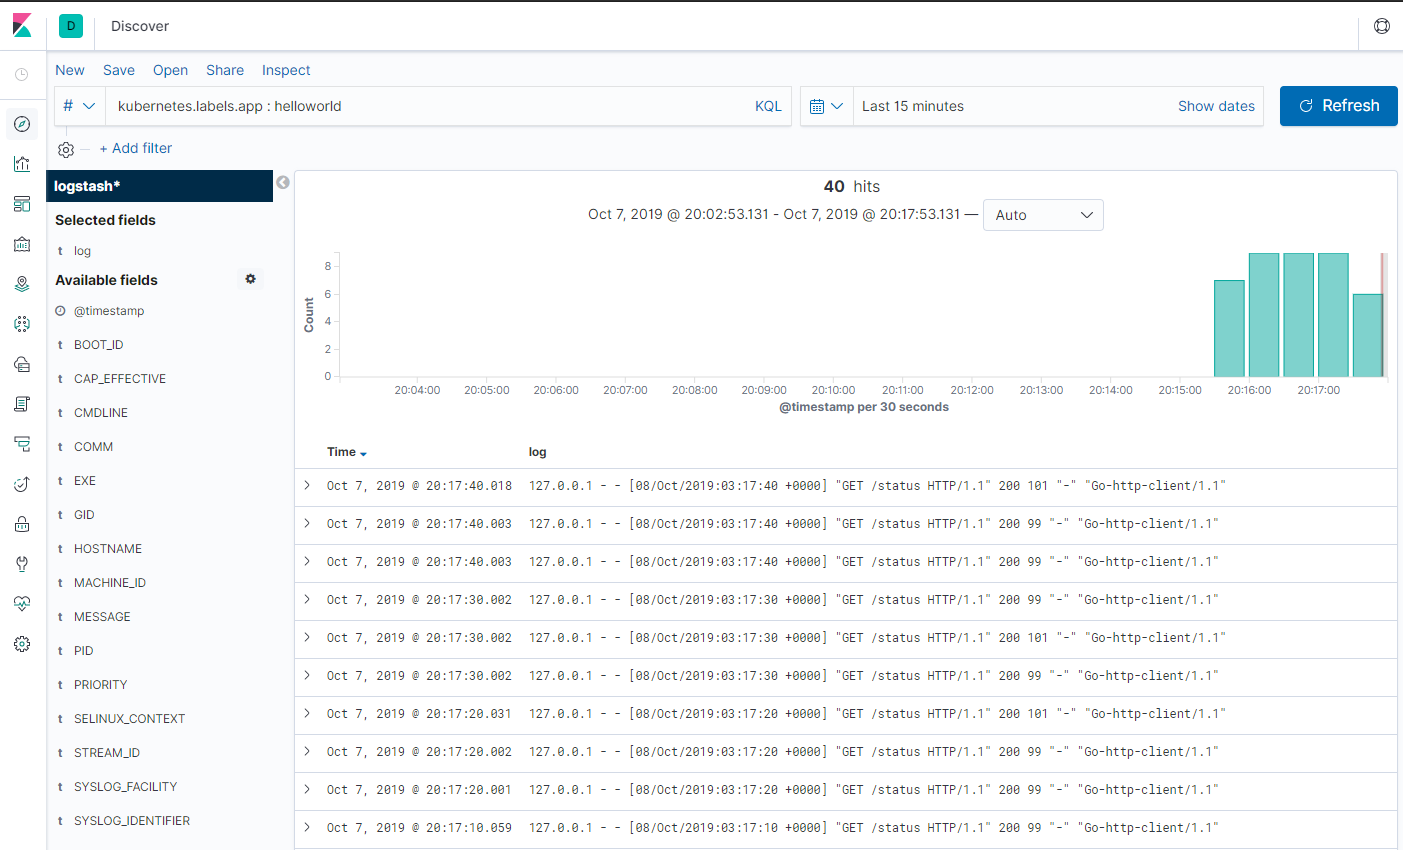 D Discover
New Save Open Share Inspect
# kubernetes.labels.app : helloworld KQL Last 15 minutes Show dates Refresh
+ Add filter
logstash*
Selected fields
t log
Available fields
@timestamp
t BOOT_ID
t CAP_EFFECTIVE
t CMDLINE
t COMM
t EXE
t GID
t HOSTNAME
t MACHINE_ID
t MESSAGE
t PID
t PRIORITY
t SELINUX_CONTEXT
t STREAM_ID
t SYSLOG_FACILITY
t SYSLOG_IDENTIFIER
40 hits
Oct 7, 2019 @ 20:02:53.131 - Oct 7, 2019 @ 20:17:53.131 — Auto
Count
8
6
4
2
0
20:04:00 20:05:00 20:06:00 20:07:00 20:08:00 20:09:00 20:10:00 20:11:00 20:12:00 20:13:00 20:14:00 20:15:00 20:16:00 20:17:00
@timestamp per 30 seconds
Time log
Oct 7, 2019 @ 20:17:40.018 127.0.0.1 - - [08/Oct/2019:03:17:40 +0000] "GET /status HTTP/1.1" 200 101 "-" "Go-http-client/1.1"
Oct 7, 2019 @ 20:17:40.003 127.0.0.1 - - [08/Oct/2019:03:17:40 +0000] "GET /status HTTP/1.1" 200 99 "-" "Go-http-client/1.1"
Oct 7, 2019 @ 20:17:40.003 127.0.0.1 - - [08/Oct/2019:03:17:40 +0000] "GET /status HTTP/1.1" 200 99 "-" "Go-http-client/1.1"
Oct 7, 2019 @ 20:17:30.002 127.0.0.1 - - [08/Oct/2019:03:17:30 +0000] "GET /status HTTP/1.1" 200 99 "-" "Go-http-client/1.1"
Oct 7, 2019 @ 20:17:30.002 127.0.0.1 - - [08/Oct/2019:03:17:30 +0000] "GET /status HTTP/1.1" 200 101 "-" "Go-http-client/1.1"
Oct 7, 2019 @ 20:17:30.002 127.0.0.1 - - [08/Oct/2019:03:17:30 +0000] "GET /status HTTP/1.1" 200 99 "-" "Go-http-client/1.1"
Oct 7, 2019 @ 20:17:20.031 127.0.0.1 - - [08/Oct/2019:03:17:20 +0000] "GET /status HTTP/1.1" 200 101 "-" "Go-http-client/1.1"
Oct 7, 2019 @ 20:17:20.002 127.0.0.1 - - [08/Oct/2019:03:17:20 +0000] "GET /status HTTP/1.1" 200 99 "-" "Go-http-client/1.1"
Oct 7, 2019 @ 20:17:20.001 127.0.0.1 - - [08/Oct/2019:03:17:20 +0000] "GET /status HTTP/1.1" 200 99 "-" "Go-http-client/1.1"
Oct 7, 2019 @ 20:17:10.059 127.0.0.1 - - [08/Oct/2019:03:17:10 +0000] "GET /status HTTP/1.1" 200 99 "-" "Go-http-client/1.1"